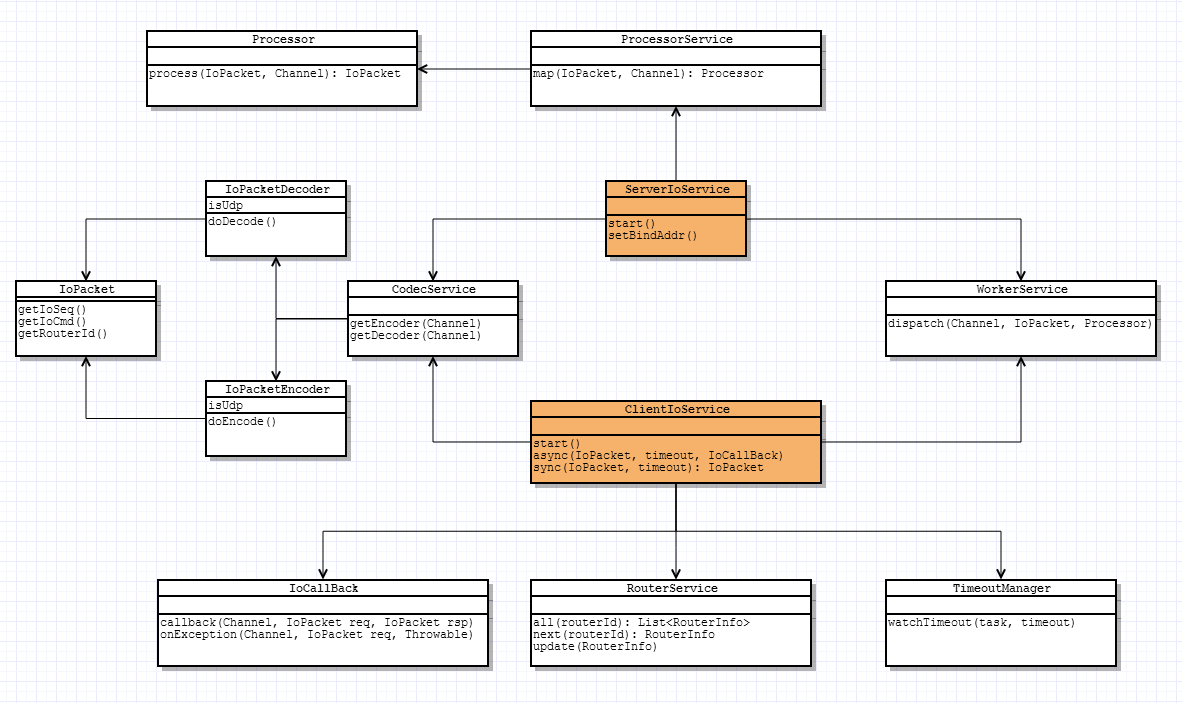 Processor
process(IoPacket, Channel): IoPacket
ProcessorService
map(IoPacket, Channel): Processor
IoPacketDecoder
isUdp
doDecode()
ServerIoService
start()
setBindAddr()
IoPacket
getIoSeq()
getIoCmd()
getRouterId()
CodecService
getEncoder(Channel)
getDecoder(Channel)
WorkerService
dispatch(Channel, IoPacket, Processor)
IoPacketEncoder
isUdp
doEncode()
ClientIoService
start()
async(IoPacket, timeout, IoCallBack)
sync(IoPacket, timeout): IoPacket
IoCallBack
callback(Channel, IoPacket req, IoPacket rsp)
onException(Channel, IoPacket req, Throwable)
RouterService
all(routerId): List<RouterInfo>
next(routerId): RouterInfo
update(RouterInfo)
TimeoutManager
watchTimeout(task, timeout)